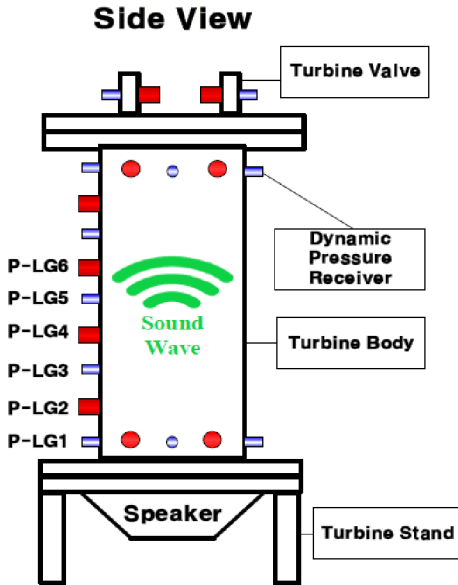 Side View
Turbine Valve
Dynamic
Pressure
Receiver
P-LG6
P-LG5
P-LG4
P-LG3
P-LG2
P-LG1
Sound
Wave
Turbine Body
Speaker
Turbine Stand